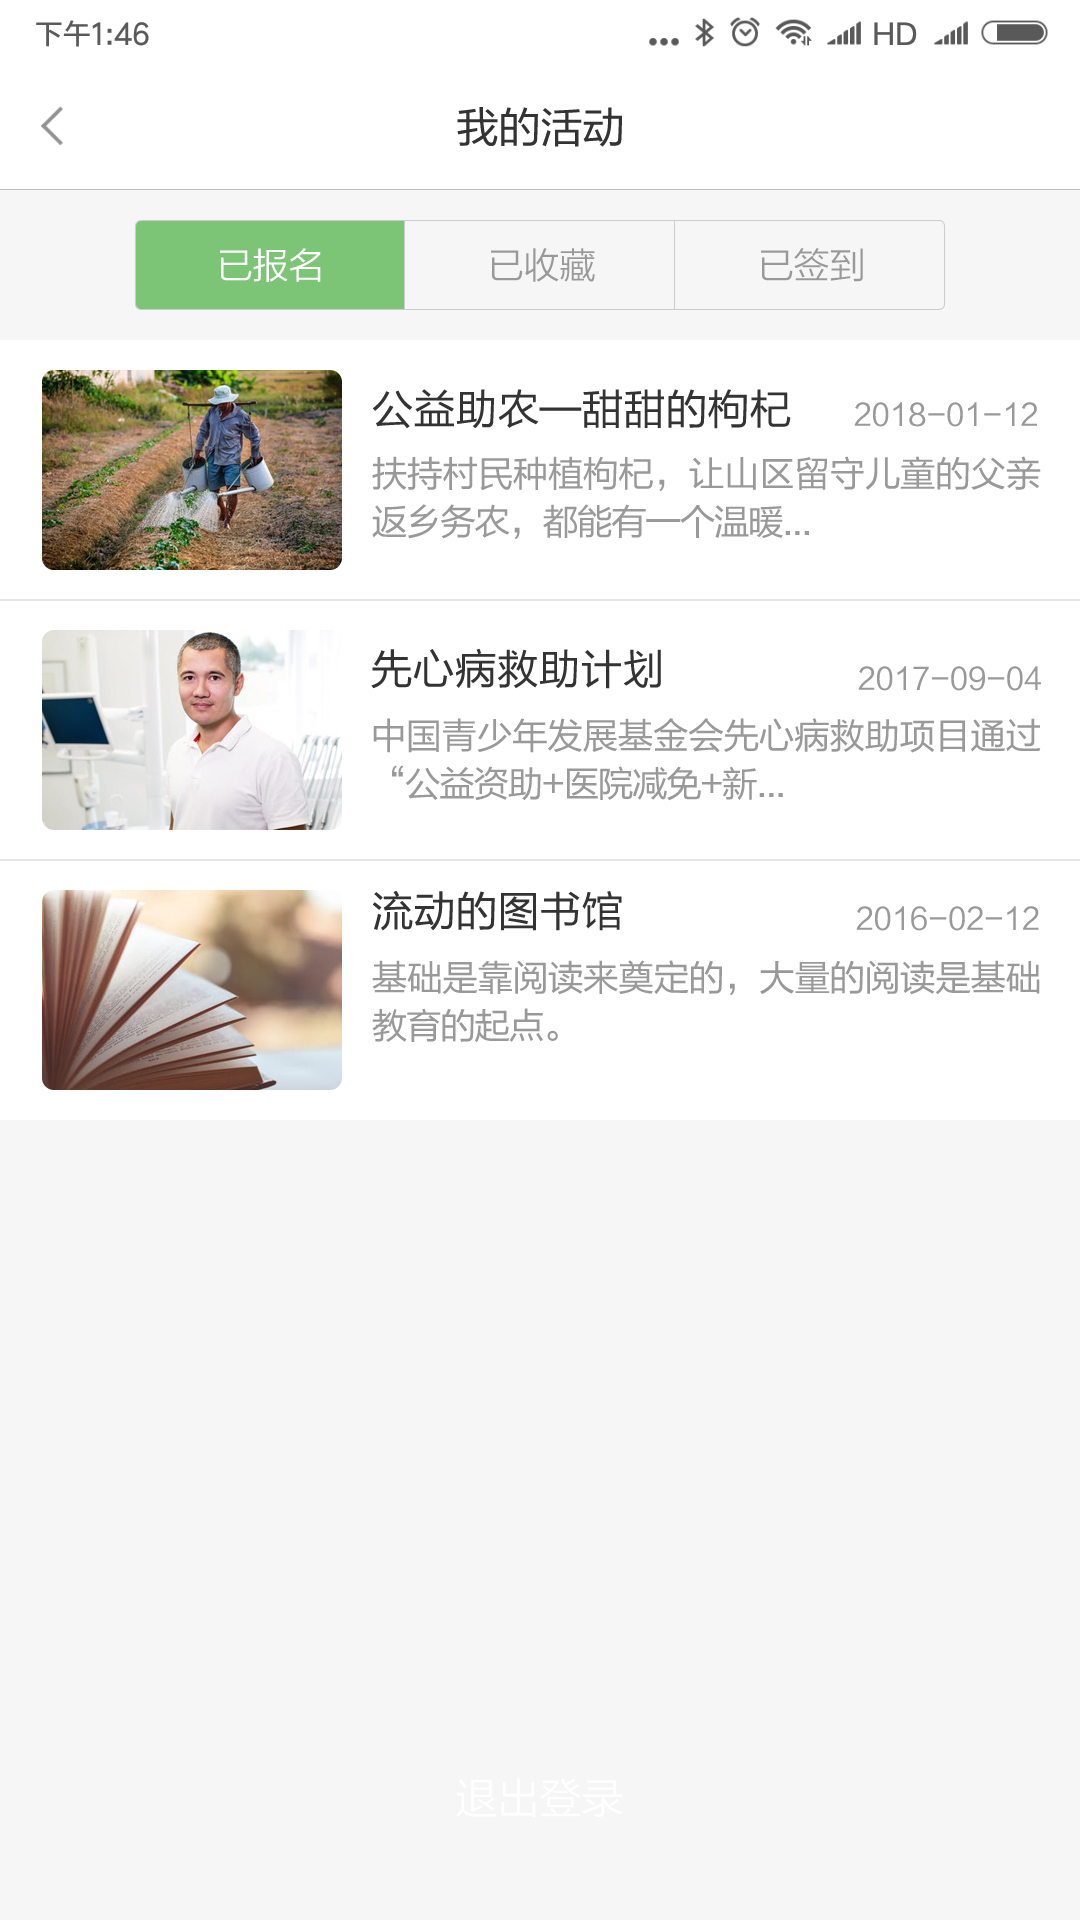 下午1:46
... HD
我的活动
已报名 已收藏 已签到
公益助农—甜甜的枸杞 2018-01-12
扶持村民种植枸杞，让山区留守儿童的父亲
返乡务农，都能有一个温暖...
先心病救助计划 2017-09-04
中国青少年发展基金会先心病救助项目通过
“公益资助+医院减免+新...
流动的图书馆 2016-02-12
基础是靠阅读来奠定的，大量的阅读是基础
教育的起点。
退出登录